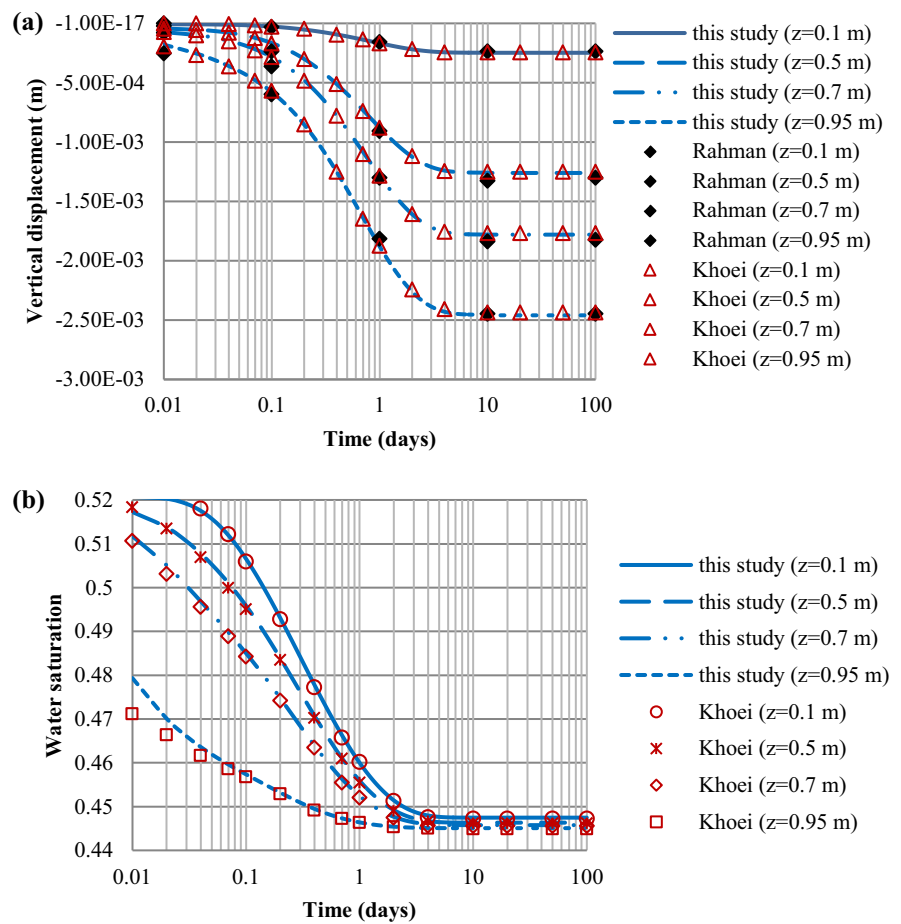 (a)
Vertical displacement (m)
-1.00E-17
-5.00E-04
-1.00E-03
-1.50E-03
-2.00E-03
-2.50E-03
-3.00E-03
0.01
0.1
1
10
100
Time (days)
this study (z=0.1 m)
this study (z=0.5 m)
this study (z=0.7 m)
this study (z=0.95 m)
Rahman (z=0.1 m)
Rahman (z=0.5 m)
Rahman (z=0.7 m)
Rahman (z=0.95 m)
Khoei (z=0.1 m)
Khoei (z=0.5 m)
Khoei (z=0.7 m)
Khoei (z=0.95 m)
(b)
Water saturation
0.52
0.51
0.5
0.49
0.48
0.47
0.46
0.45
0.44
0.01
0.1
1
10
100
Time (days)
this study (z=0.1 m)
this study (z=0.5 m)
this study (z=0.7 m)
this study (z=0.95 m)
Khoei (z=0.1 m)
Khoei (z=0.5 m)
Khoei (z=0.7 m)
Khoei (z=0.95 m)